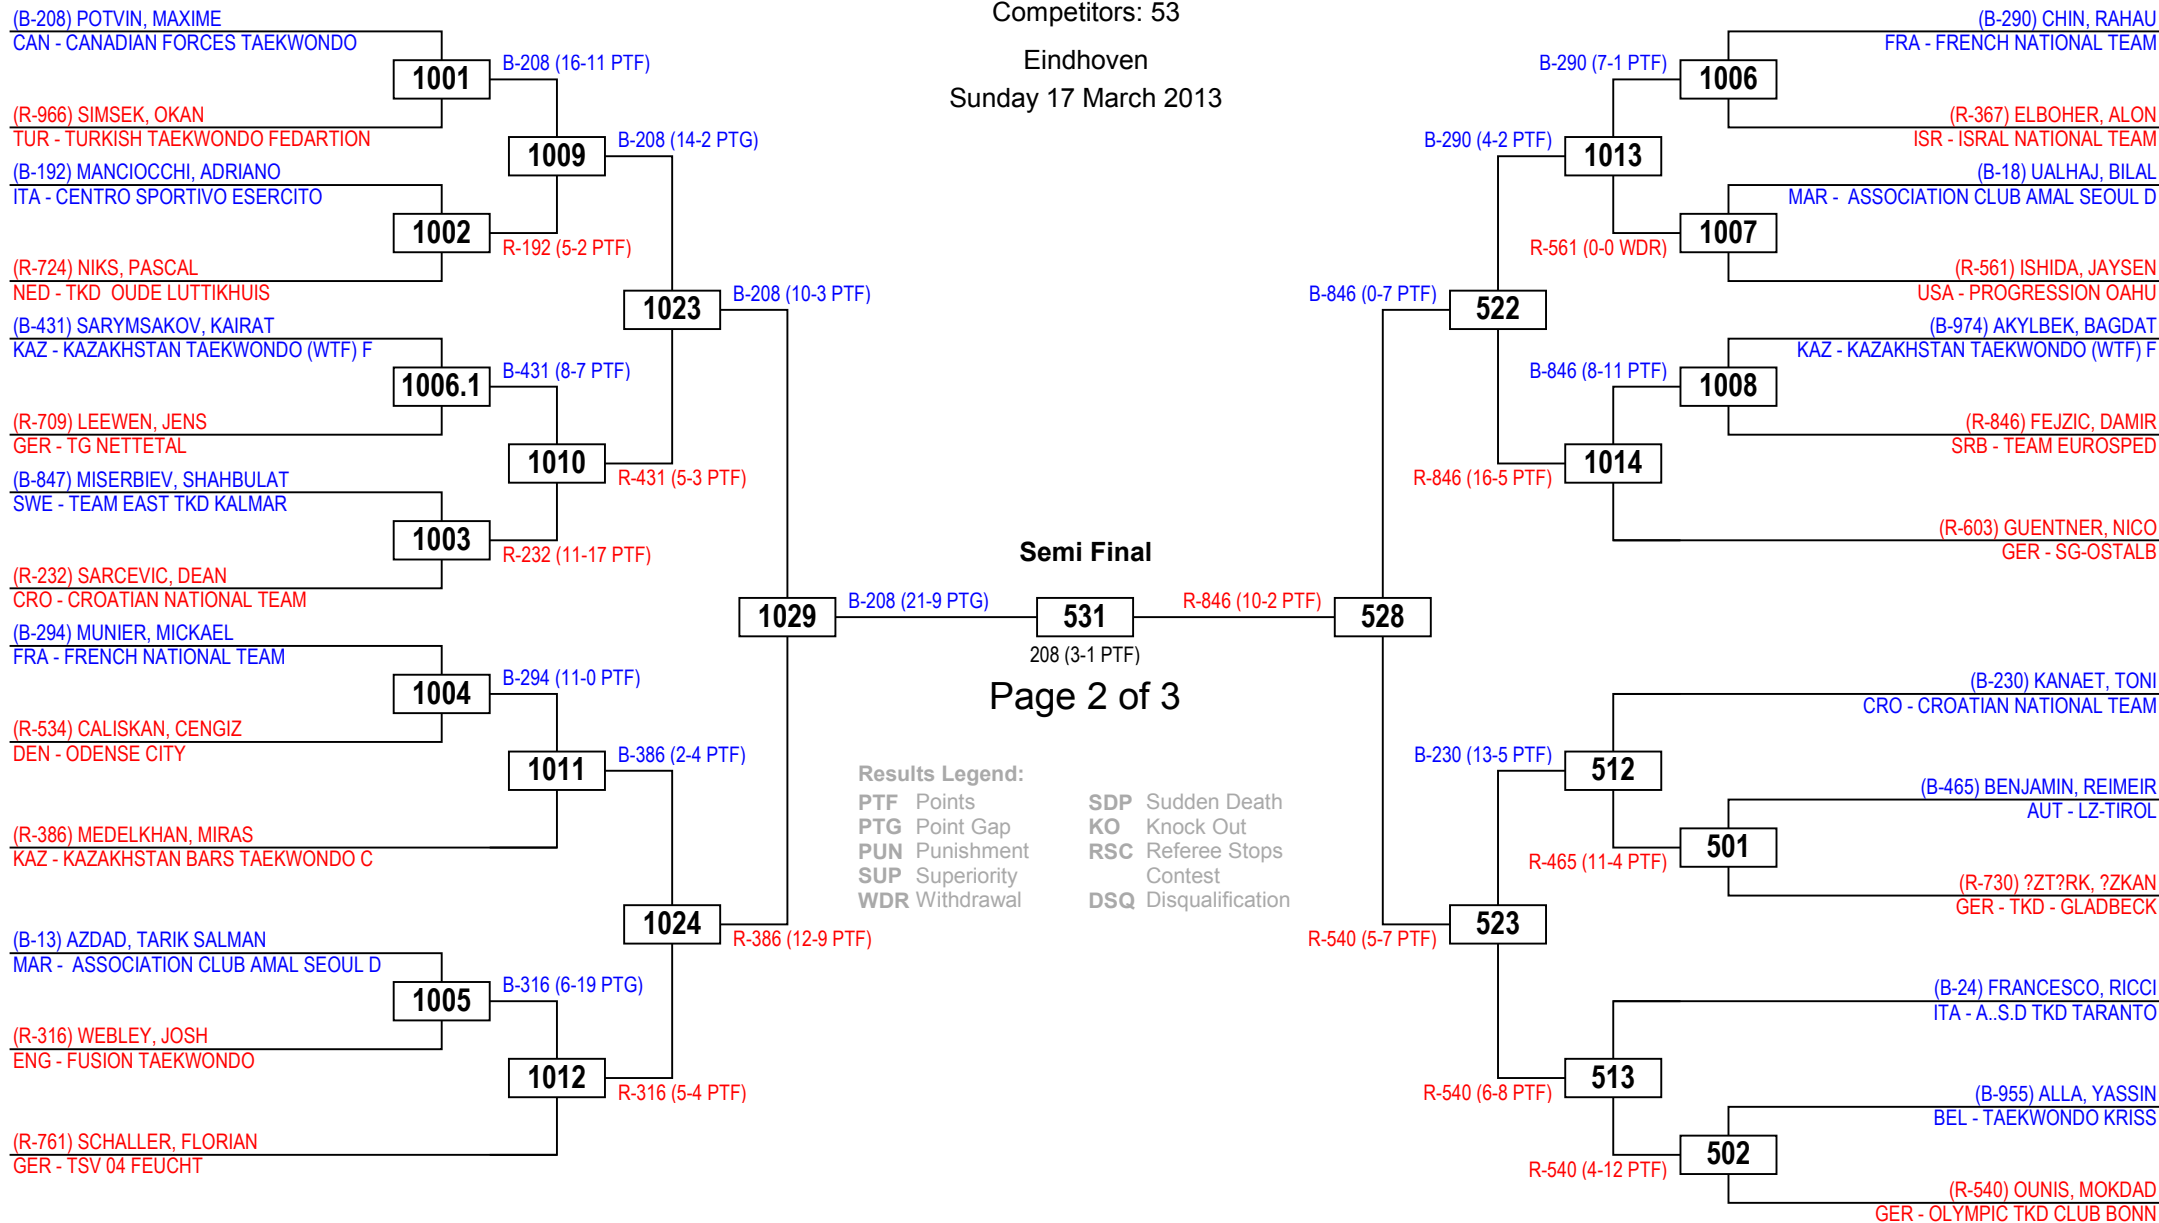 Competitors: 53
Eindhoven
Sunday 17 March 2013
(B-208) POTVIN, MAXIME
CAN - CANADIAN FORCES TAEKWONDO
1001
B-208 (16-11 PTF)
(R-966) SIMSEK, OKAN
TUR - TURKISH TAEKWONDO FEDARTION
1009
B-208 (14-2 PTG)
(B-192) MANCIOCCHI, ADRIANO
ITA - CENTRO SPORTIVO ESERCITO
1002
R-192 (5-2 PTF)
(R-724) NIKS, PASCAL
NED - TKD  OUDE LUTTIKHUIS
1023
B-208 (10-3 PTF)
(B-431) SARYMSAKOV, KAIRAT
KAZ - KAZAKHSTAN TAEKWONDO (WTF) F
1006.1
B-431 (8-7 PTF)
(R-709) LEEWEN, JENS
GER - TG NETTETAL
1010
R-431 (5-3 PTF)
(B-847) MISERBIEV, SHAHBULAT
SWE - TEAM EAST TKD KALMAR
1003
R-232 (11-17 PTF)
(R-232) SARCEVIC, DEAN
CRO - CROATIAN NATIONAL TEAM
1029
B-208 (21-9 PTG)
(B-294) MUNIER, MICKAEL
FRA - FRENCH NATIONAL TEAM
1004
B-294 (11-0 PTF)
(R-534) CALISKAN, CENGIZ
DEN - ODENSE CITY
1011
B-386 (2-4 PTF)
(R-386) MEDELKHAN, MIRAS
KAZ - KAZAKHSTAN BARS TAEKWONDO C
1024
R-386 (12-9 PTF)
(B-13) AZDAD, TARIK SALMAN
MAR -  ASSOCIATION CLUB AMAL SEOUL D
1005
B-316 (6-19 PTG)
(R-316) WEBLEY, JOSH
ENG - FUSION TAEKWONDO
1012
R-316 (5-4 PTF)
(R-761) SCHALLER, FLORIAN
GER - TSV 04 FEUCHT
Semi Final
531
208 (3-1 PTF)
Page 2 of 3
Results Legend:
PTF Points
PTG Point Gap
PUN Punishment
SUP Superiority
WDR Withdrawal
SDP Sudden Death
KO Knock Out
RSC Referee Stops
Contest
DSQ Disqualification
(B-290) CHIN, RAHAU
FRA - FRENCH NATIONAL TEAM
B-290 (7-1 PTF)
1006
(R-367) ELBOHER, ALON
ISR - ISRAL NATIONAL TEAM
B-290 (4-2 PTF)
1013
(B-18) UALHAJ, BILAL
MAR -  ASSOCIATION CLUB AMAL SEOUL D
R-561 (0-0 WDR)
1007
(R-561) ISHIDA, JAYSEN
USA - PROGRESSION OAHU
B-846 (0-7 PTF)
522
(B-974) AKYLBEK, BAGDAT
KAZ - KAZAKHSTAN TAEKWONDO (WTF) F
B-846 (8-11 PTF)
1008
(R-846) FEJZIC, DAMIR
SRB - TEAM EUROSPED
R-846 (16-5 PTF)
1014
(R-603) GUENTNER, NICO
GER - SG-OSTALB
R-846 (10-2 PTF)
528
(B-230) KANAET, TONI
CRO - CROATIAN NATIONAL TEAM
B-230 (13-5 PTF)
512
(B-465) BENJAMIN, REIMEIR
AUT - LZ-TIROL
R-465 (11-4 PTF)
501
(R-730) ?ZT?RK, ?ZKAN
GER - TKD - GLADBECK
R-540 (5-7 PTF)
523
(B-24) FRANCESCO, RICCI
ITA - A..S.D TKD TARANTO
R-540 (6-8 PTF)
513
(B-955) ALLA, YASSIN
BEL - TAEKWONDO KRISS
R-540 (4-12 PTF)
502
(R-540) OUNIS, MOKDAD
GER - OLYMPIC TKD CLUB BONN